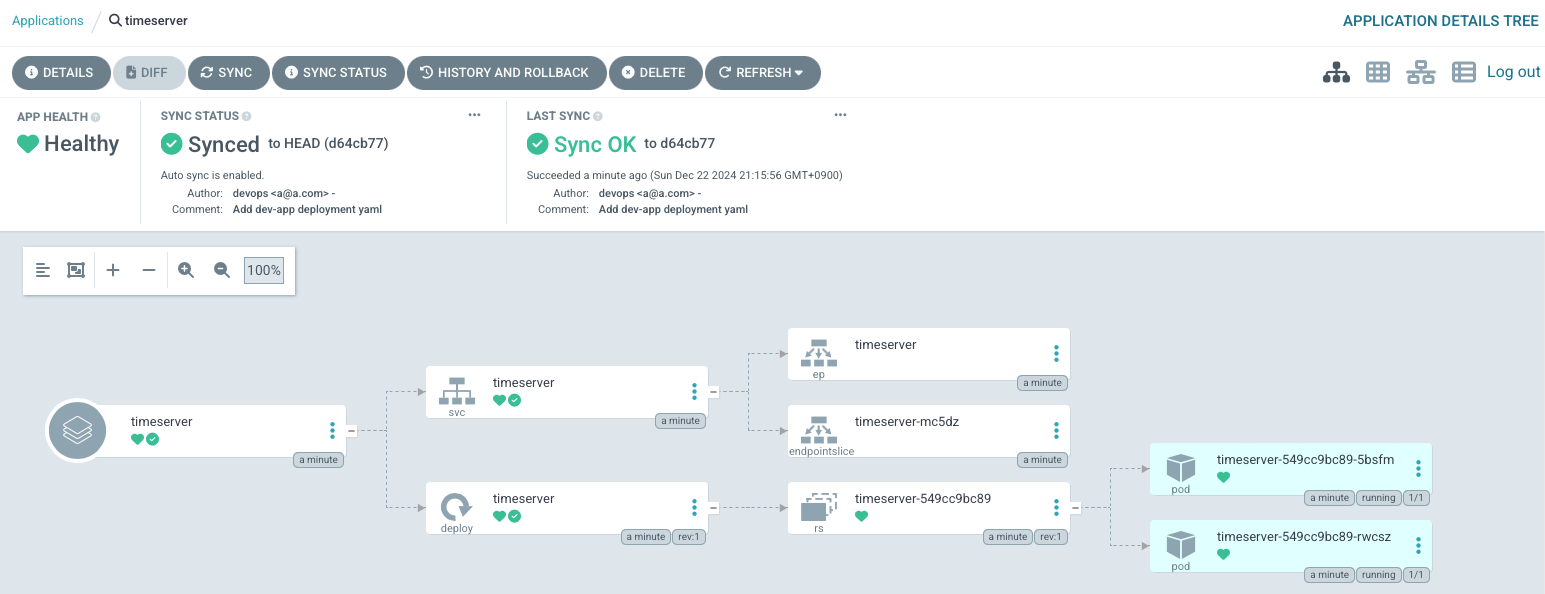 Applications / timeserver
APPLICATION DETAILS TREE
DETAILS DIFF SYNC SYNC STATUS HISTORY AND ROLLBACK DELETE REFRESH Log out
APP HEALTH
Healthy
SYNC STATUS
Synced to HEAD (d64cb77)
Auto sync is enabled.
Author: devops <a@a.com> -
Comment: Add dev-app deployment yaml
LAST SYNC
Sync OK to d64cb77
Succeeded a minute ago (Sun Dec 22 2024 21:15:56 GMT+0900)
Author: devops <a@a.com> -
Comment: Add dev-app deployment yaml
100%
timeserver
a minute
timeserver
svc
a minute
timeserver
deploy
a minute rev:1
timeserver
ep
a minute
timeserver-mc5dz
endpointslice
a minute
timeserver-549cc9bc89
rs
a minute rev:1
timeserver-549cc9bc89-5bsfm
pod
a minute running 1/1
timeserver-549cc9bc89-rwcsz
pod
a minute running 1/1